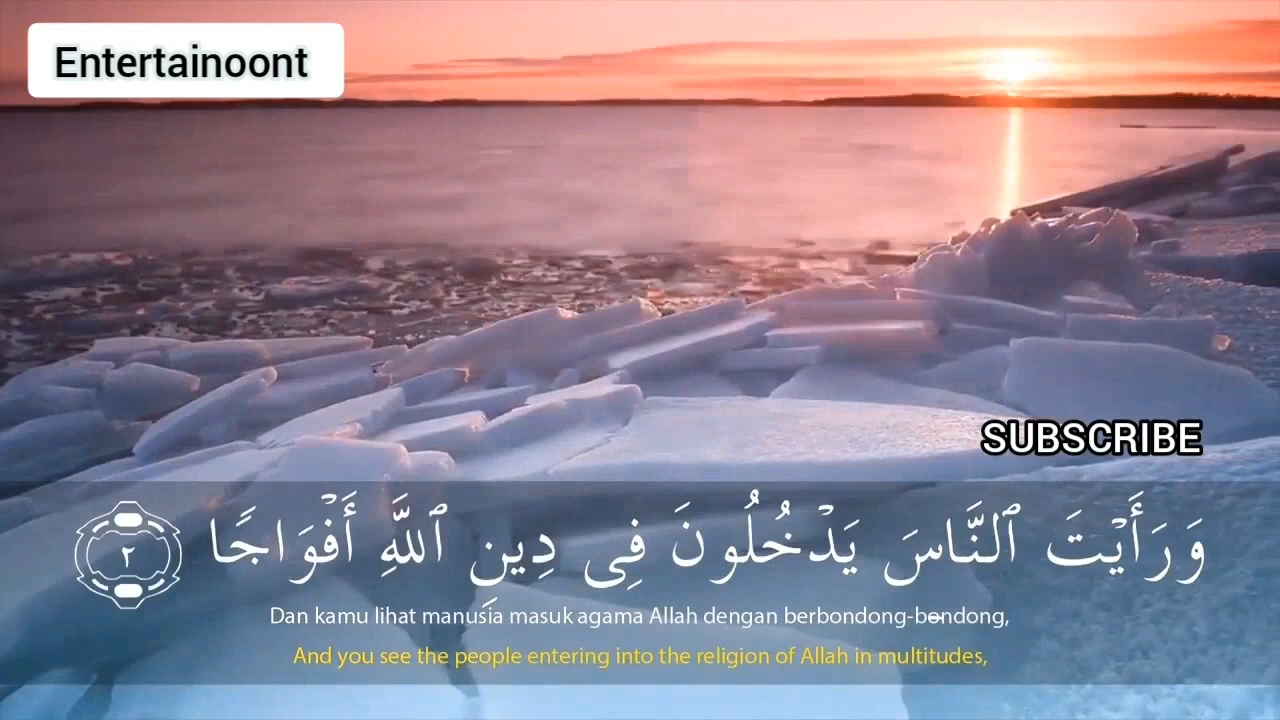 Entertainoont
SUBSCRIBE
وَرَأَيْتَ ٱلنَّاسَ يَدْخُلُونَ فِى دِينِ ٱللَّهِ أَفْوَاجًا ٢
Dan kamu lihat manusia masuk agama Allah dengan berbondong-bondong,
And you see the people entering into the religion of Allah in multitudes,